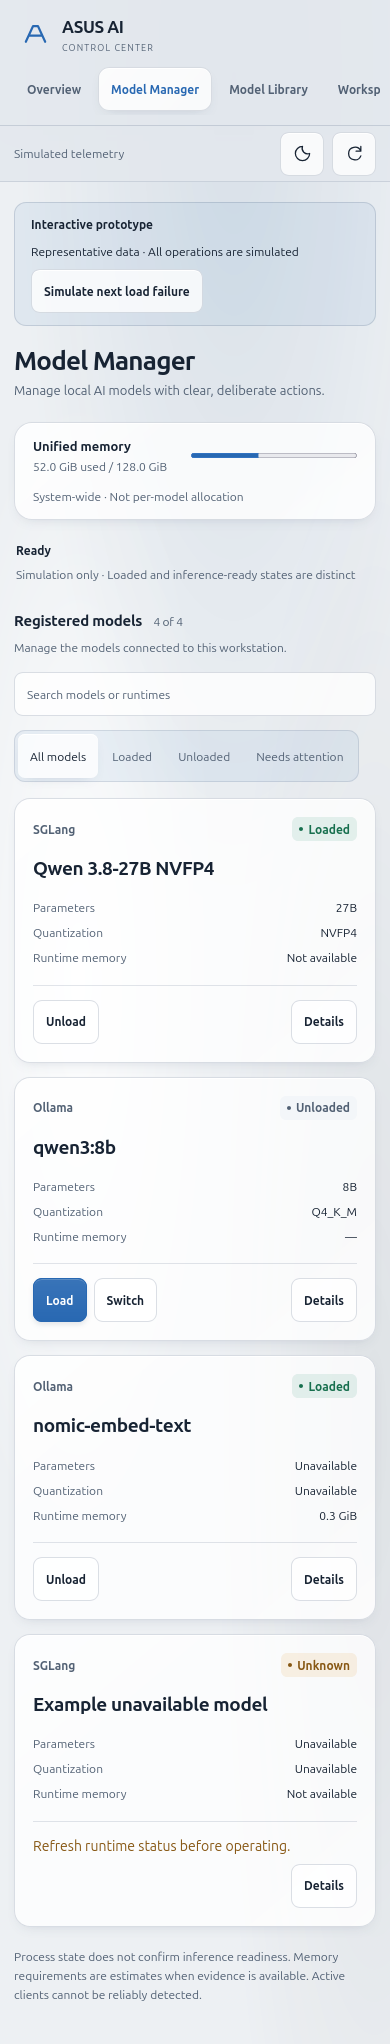 ASUS AI
CONTROL CENTER
Overview
Model Manager
Model Library
Worksp
Simulated telemetry
Interactive prototype
Representative data · All operations are simulated
Simulate next load failure
Model Manager
Manage local AI models with clear, deliberate actions.
Unified memory
52.0 GiB used / 128.0 GiB
System-wide · Not per-model allocation
Ready
Simulation only · Loaded and inference-ready states are distinct
Registered models 4 of 4
Manage the models connected to this workstation.
Search models or runtimes
All models Loaded Unloaded Needs attention
SGLang • Loaded
Qwen 3.8-27B NVFP4
Parameters 27B
Quantization NVFP4
Runtime memory Not available
Unload Details
Ollama • Unloaded
qwen3:8b
Parameters 8B
Quantization Q4_K_M
Runtime memory —
Load Switch Details
Ollama • Loaded
nomic-embed-text
Parameters Unavailable
Quantization Unavailable
Runtime memory 0.3 GiB
Unload Details
SGLang • Unknown
Example unavailable model
Parameters Unavailable
Quantization Unavailable
Runtime memory Not available
Refresh runtime status before operating.
Details
Process state does not confirm inference readiness. Memory
requirements are estimates when evidence is available. Active
clients cannot be reliably detected.